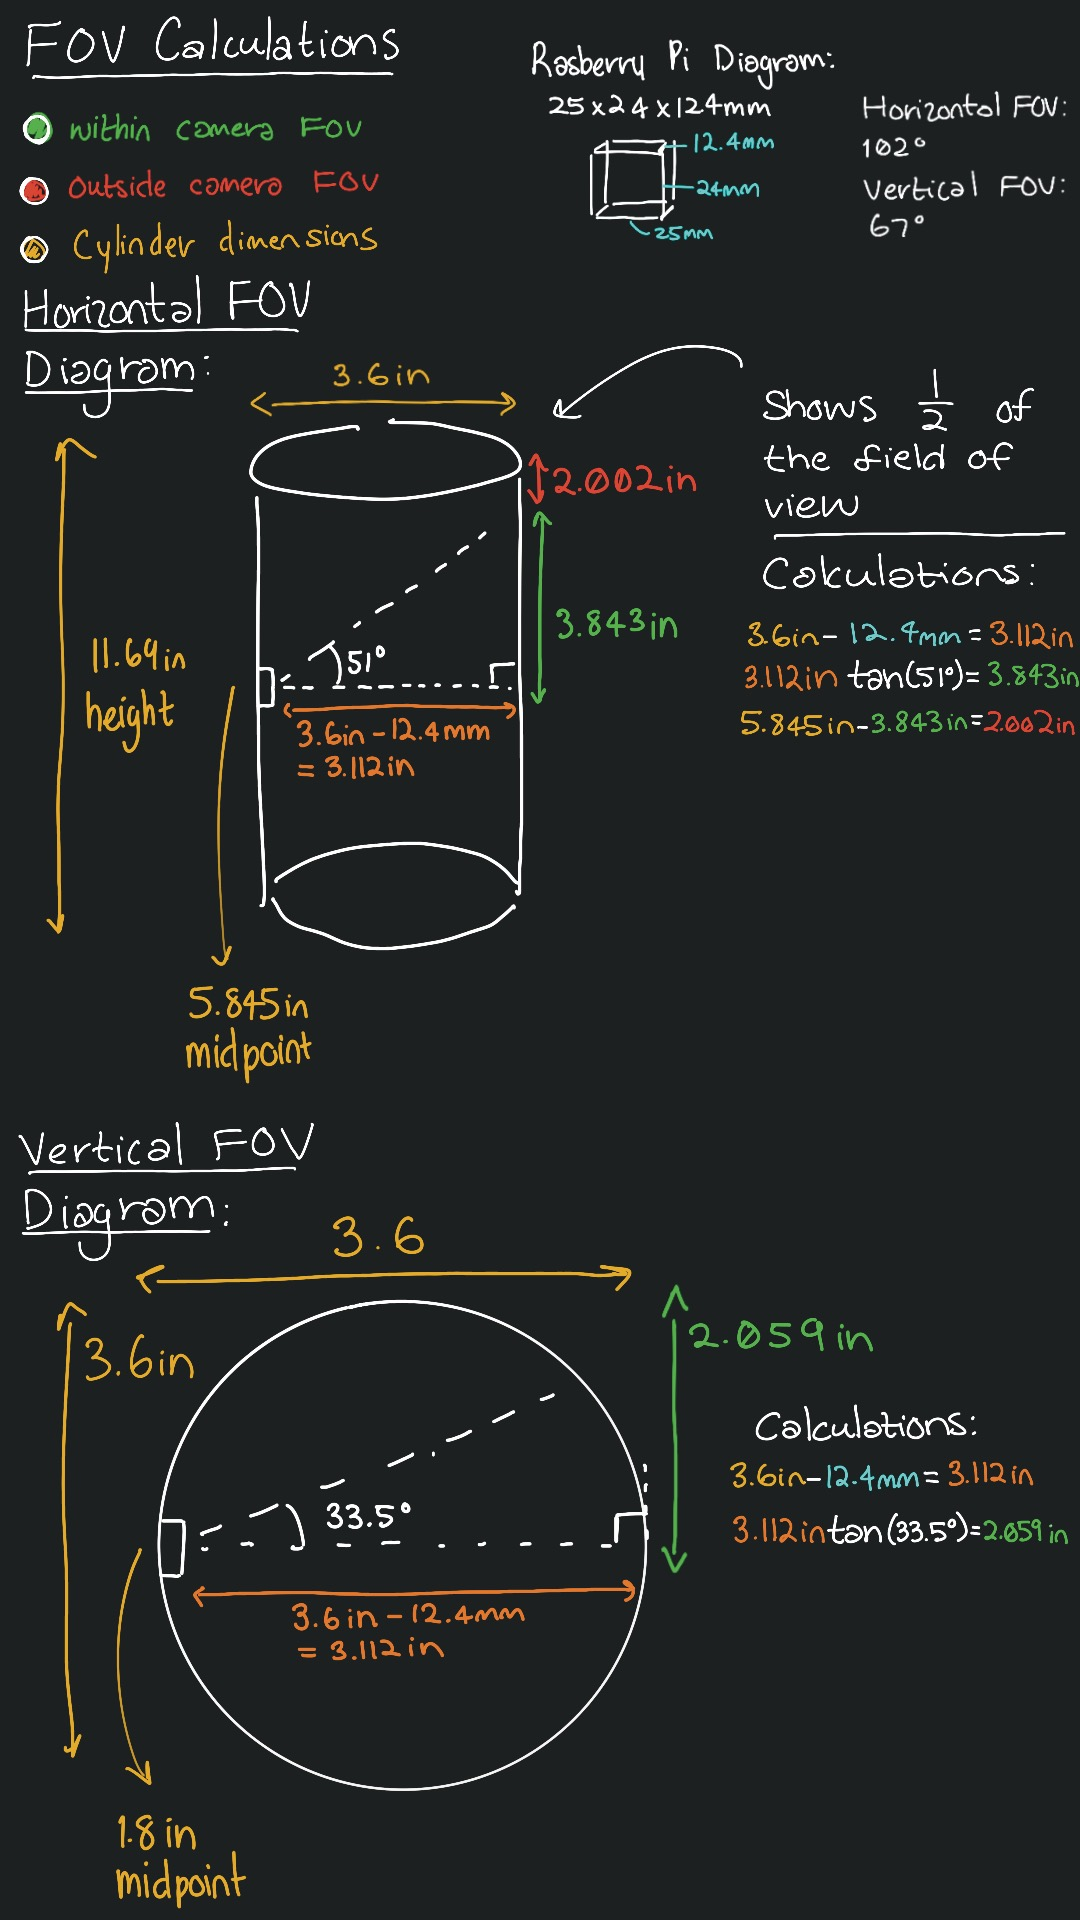 FOV Calculations
within camera FOV
Outside camera FOV
Cylinder dimensions
Rasberry Pi Diagram:
25x24x12.4mm
12.4mm
24mm
25mm
Horizontal FOV:
102°
Vertical FOV:
67°
Horizontal FOV
Diagram:
3.6in
2.002in
3.843in
11.69in
height
51°
3.6in-12.4mm
= 3.112in
5.845in
midpoint
Shows 1/2 of
the field of
view
Calculations:
3.6in- 12.4mm = 3.112in
3.112in tan(51°)= 3.843in
5.845in-3.843in=2.002in
Vertical FOV
Diagram:
3.6
3.6in
2.059in
33.5°
3.6in-12.4mm
= 3.112in
1.8in
midpoint
Calculations:
3.6in-12.4mm= 3.112in
3.112in tan(33.5°)=2.059in